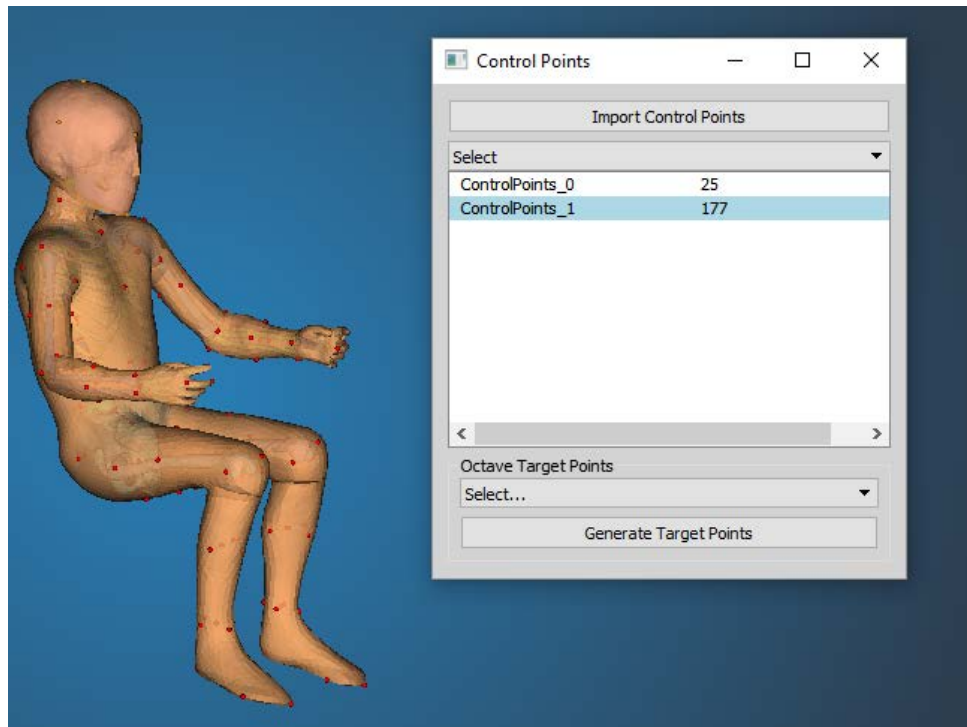 Control Points
Import Control Points
Select
ControlPoints_0 25
ControlPoints_1 177
Octave Target Points
Select...
Generate Target Points